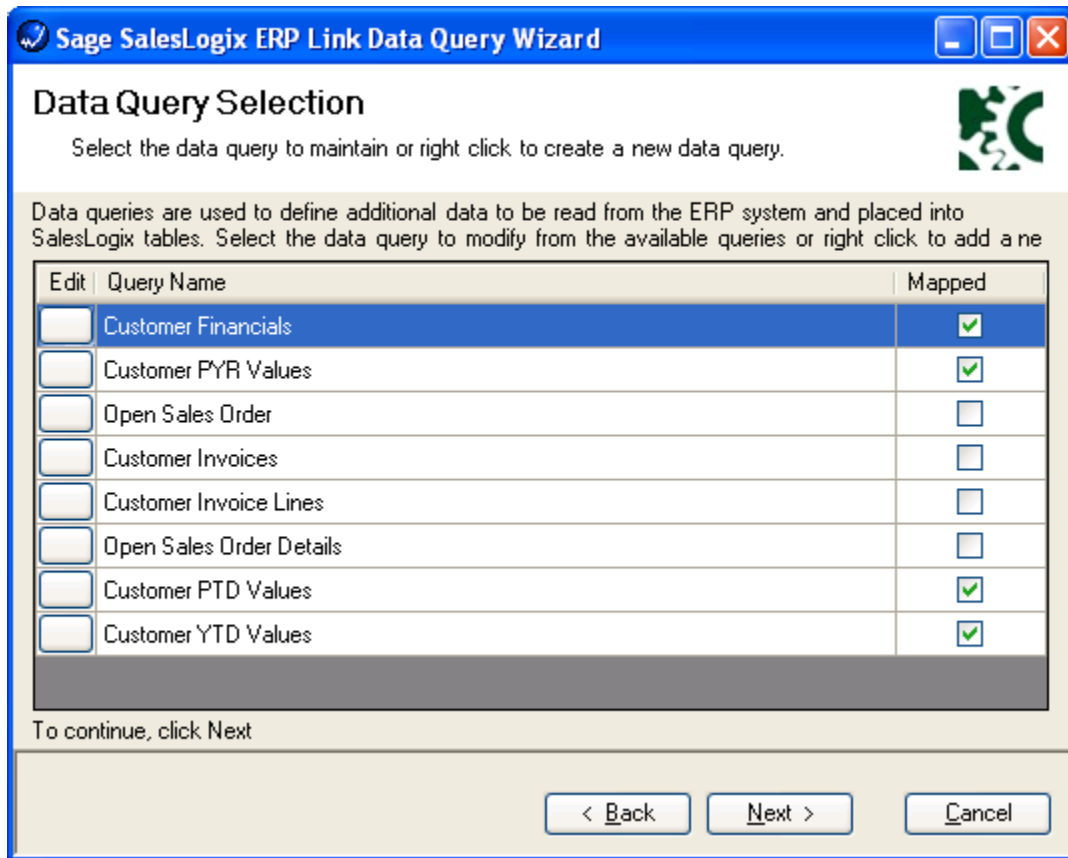 Sage SalesLogix ERP Link Data Query Wizard
Data Query Selection
Select the data query to maintain or right click to create a new data query.
Data queries are used to define additional data to be read from the ERP system and placed into
SalesLogix tables. Select the data query to modify from the available queries or right click to add a ne
Edit Query Name Mapped
Customer Financials
Customer PYR Values
Open Sales Order
Customer Invoices
Customer Invoice Lines
Open Sales Order Details
Customer PTD Values
Customer YTD Values
To continue, click Next
< Back Next > Cancel